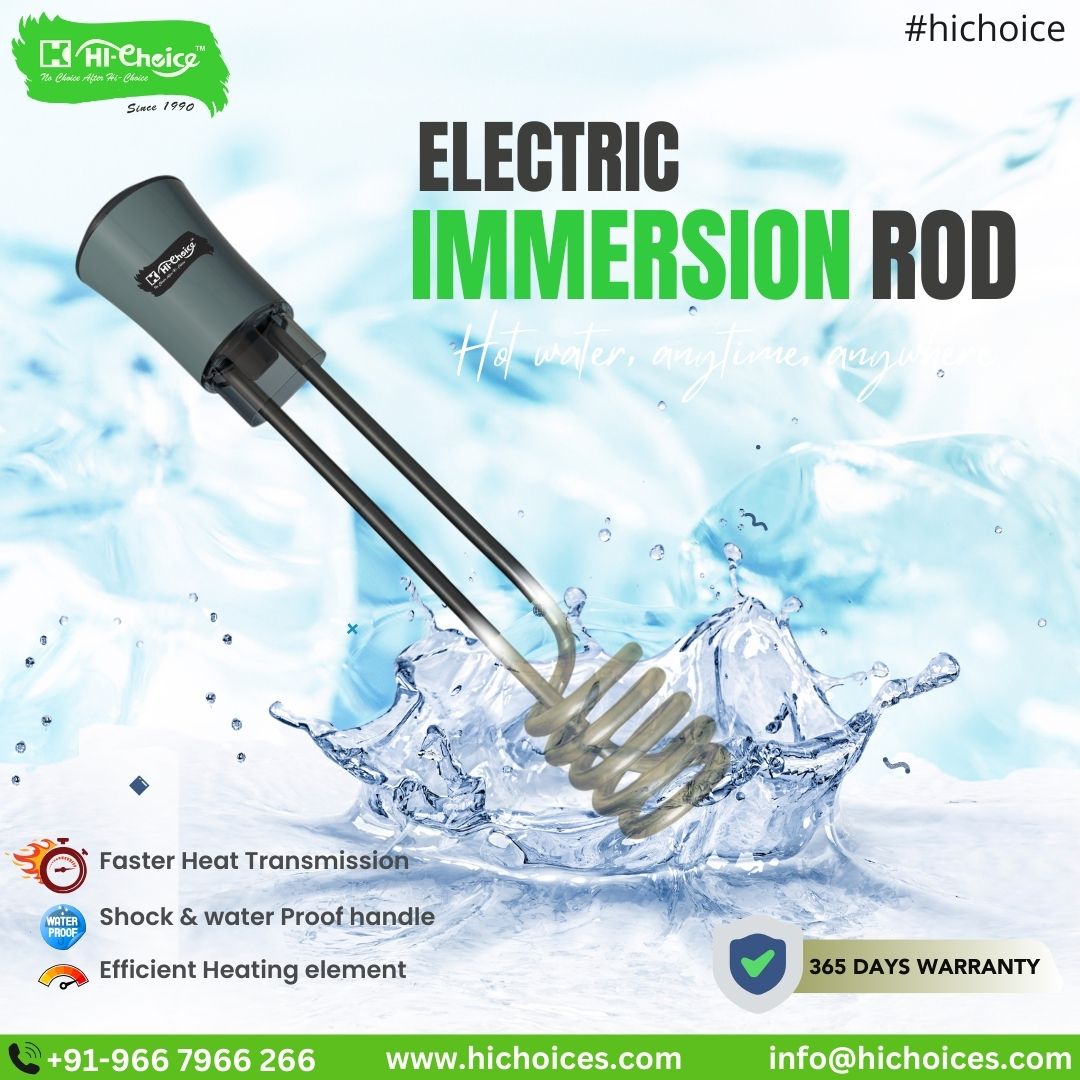 HI-Choice™
No Choice After Hi-Choice
Since 1990
#hichoice
ELECTRIC
IMMERSION ROD
Hot water, anytime, anywhere
HI-Choice
Faster Heat Transmission
WATER
PROOF
Shock & water Proof handle
Efficient Heating element
365 DAYS WARRANTY
+91-966 7966 266
www.hichoices.com
info@hichoices.com